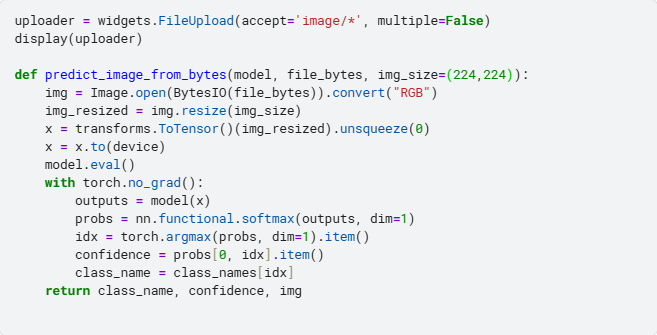 uploader = widgets.FileUpload(accept='image/*', multiple=False)
display(uploader)

def predict_image_from_bytes(model, file_bytes, img_size=(224,224)):
    img = Image.open(BytesIO(file_bytes)).convert("RGB")
    img_resized = img.resize(img_size)
    x = transforms.ToTensor()(img_resized).unsqueeze(0)
    x = x.to(device)
    model.eval()
    with torch.no_grad():
        outputs = model(x)
        probs = nn.functional.softmax(outputs, dim=1)
        idx = torch.argmax(probs, dim=1).item()
        confidence = probs[0, idx].item()
        class_name = class_names[idx]
    return class_name, confidence, img